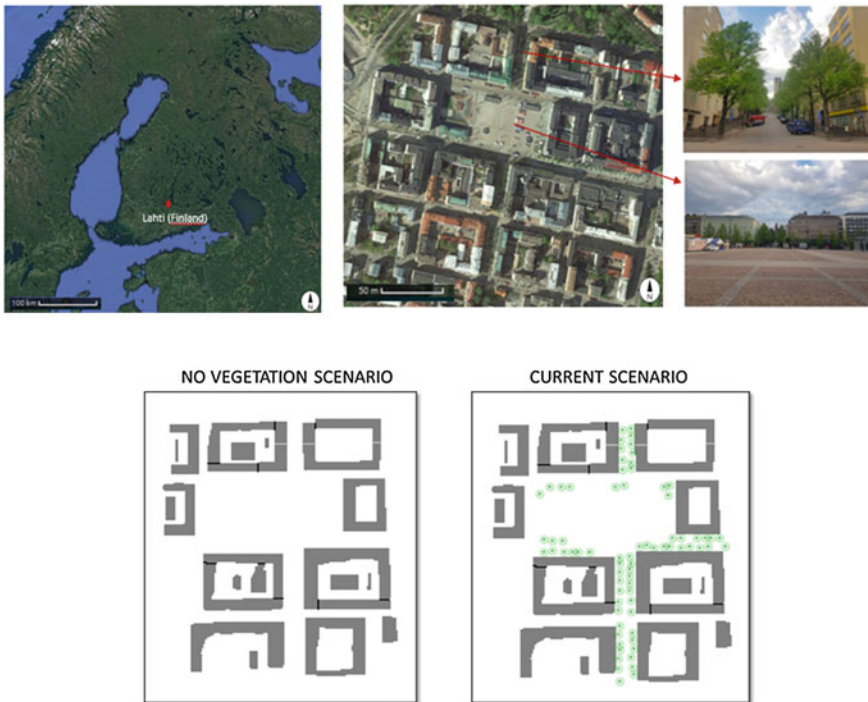 Lahti (Finland)
100 km
N
50 m
N
NO VEGETATION SCENARIO
CURRENT SCENARIO